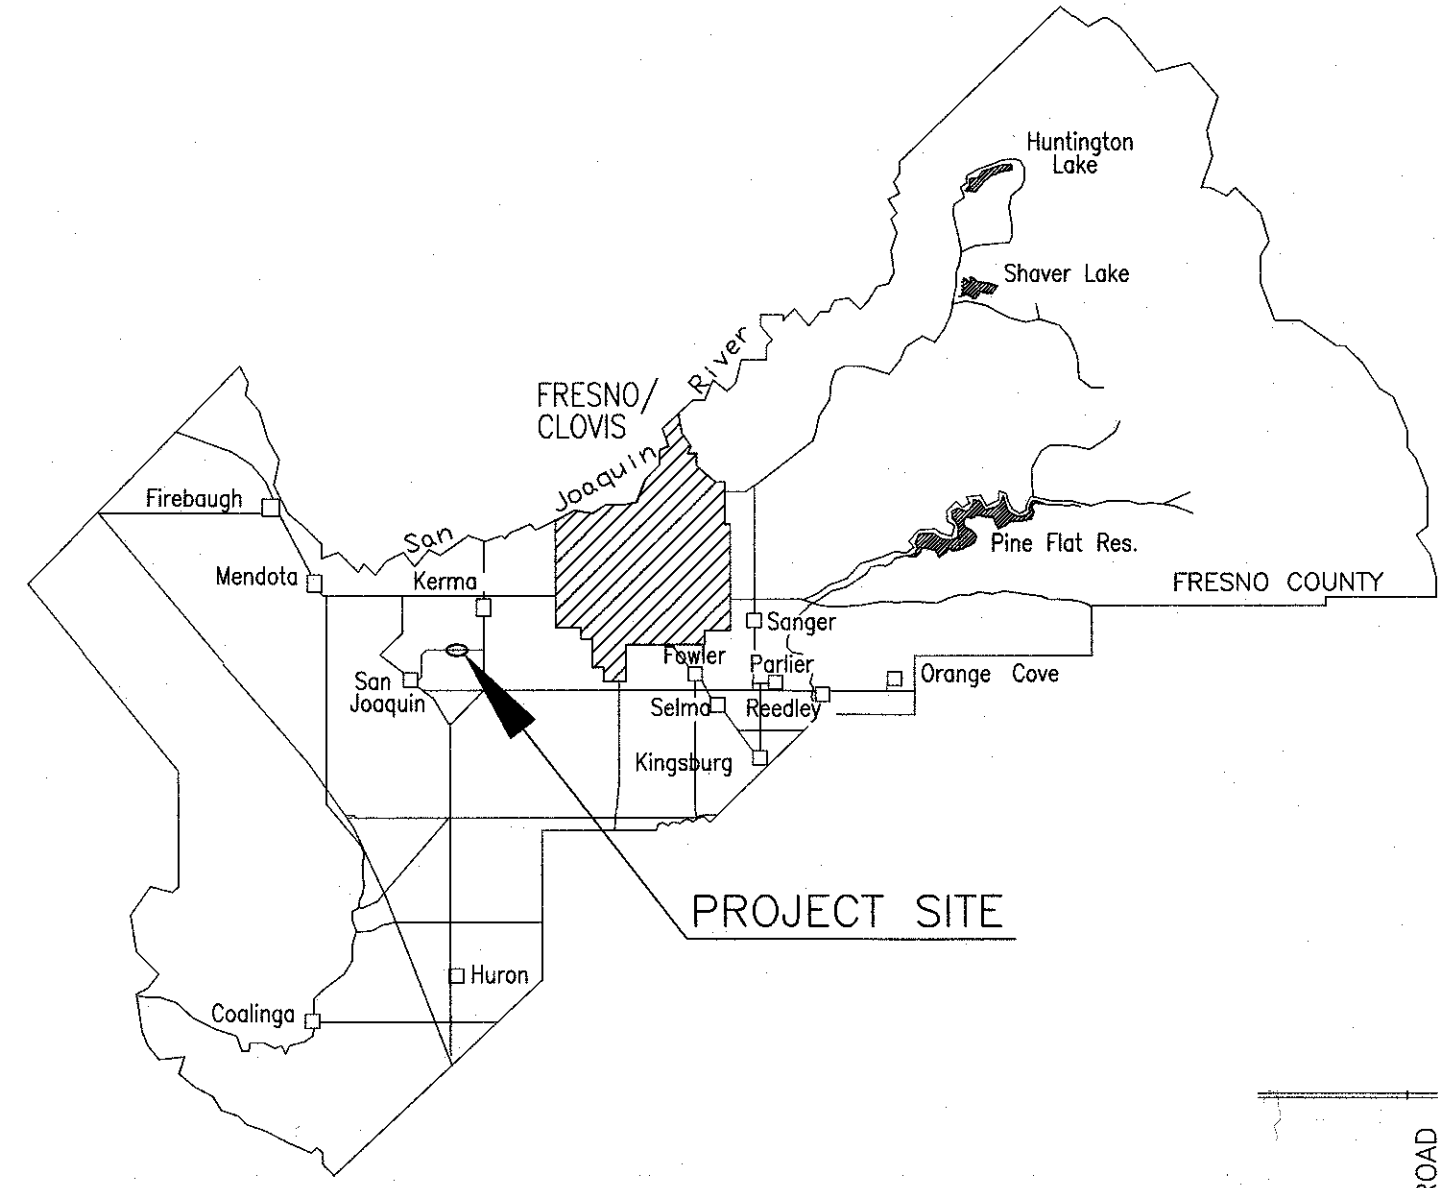 Huntington
Lake
Shaver Lake
San Joaquin River
FRESNO/
CLOVIS
Firebaugh
Pine Flat Res.
Mendota
Kerma
FRESNO COUNTY
Sanger
Fowler
Parlier
San
Joaquin
Orange Cove
Selma
Reedley
Kingsburg
PROJECT SITE
Huron
Coalinga
ROAD